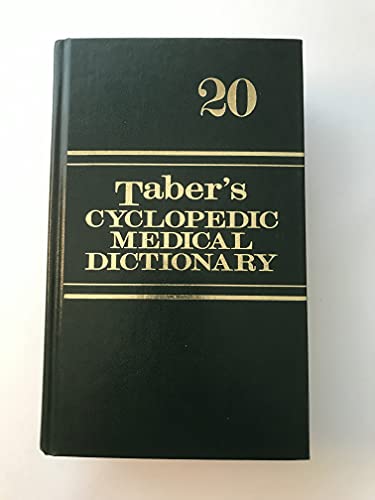 20
Taber's
CYCLOPEDIC
MEDICAL
DICTIONARY